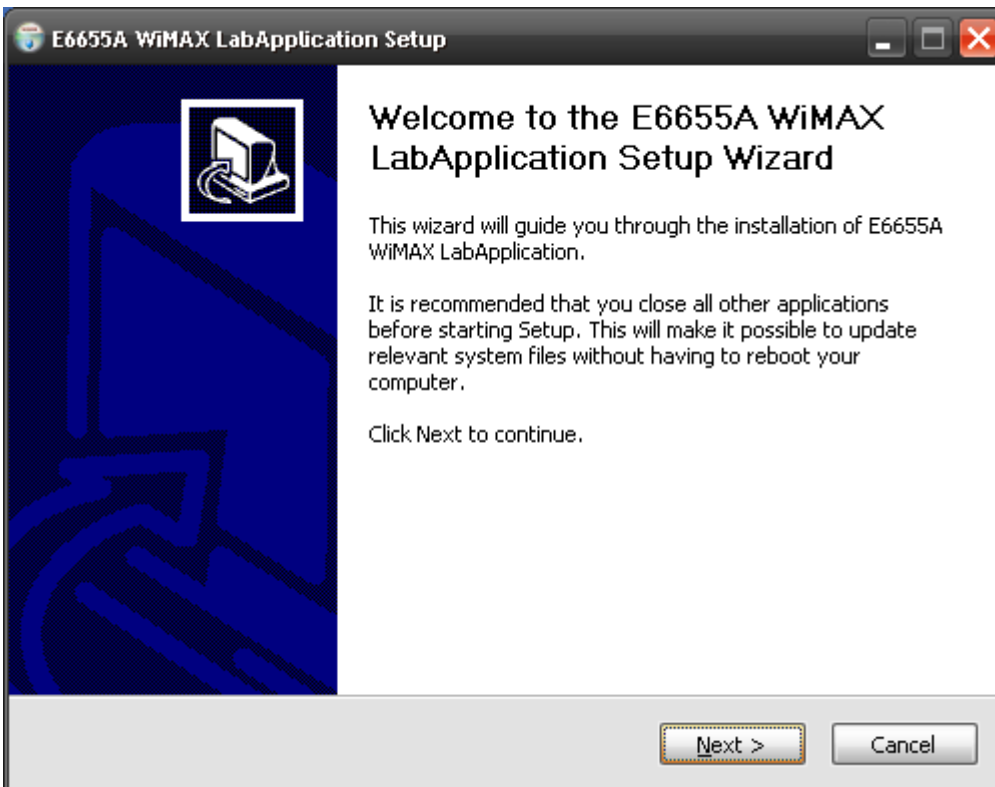 E6655A WiMAX LabApplication Setup
Welcome to the E6655A WiMAX
LabApplication Setup Wizard
This wizard will guide you through the installation of E6655A
WiMAX LabApplication.
It is recommended that you close all other applications
before starting Setup. This will make it possible to update
relevant system files without having to reboot your
computer.
Click Next to continue.
Next >
Cancel